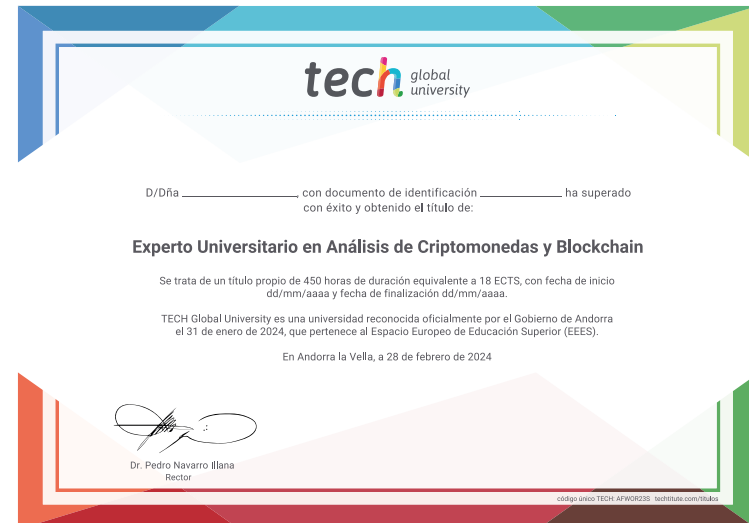 tech global
university
D/Dña ____________________, con documento de identificación ______________ ha superado
con éxito y obtenido el título de:
Experto Universitario en Análisis de Criptomonedas y Blockchain
Se trata de un título propio de 450 horas de duración equivalente a 18 ECTS, con fecha de inicio
dd/mm/aaaa y fecha de finalización dd/mm/aaaa.
TECH Global University es una universidad reconocida oficialmente por el Gobierno de Andorra
el 31 de enero de 2024, que pertenece al Espacio Europeo de Educación Superior (EEES).
En Andorra la Vella, a 28 de febrero de 2024
Dr. Pedro Navarro Illana
Rector
código único TECH: AFWOR23S techtitute.com/titulos